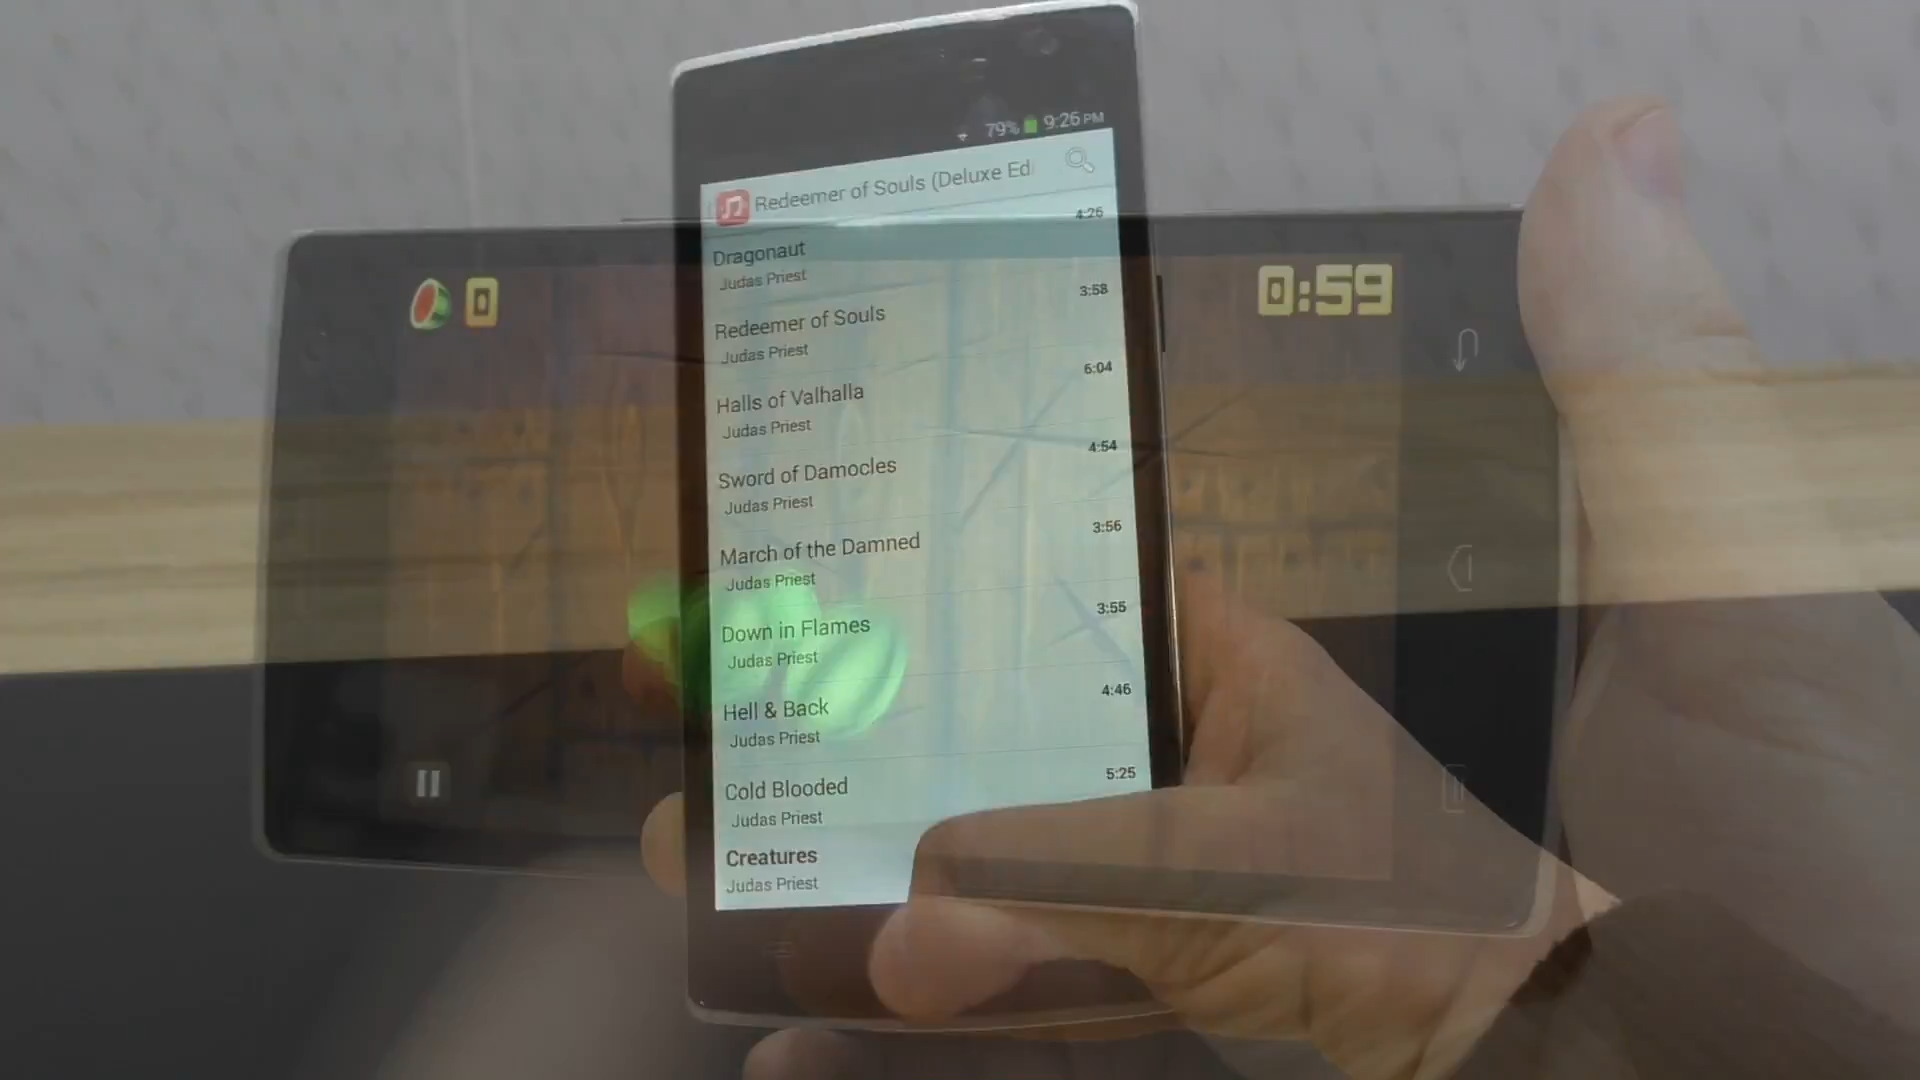 79% 9:26 PM
Redeemer of Souls (Deluxe Ed
4:26
Dragonaut
Judas Priest
3:58
Redeemer of Souls
Judas Priest
6:04
Halls of Valhalla
Judas Priest
4:54
Sword of Damocles
Judas Priest
3:56
March of the Damned
Judas Priest
3:55
Down in Flames
Judas Priest
4:46
Hell & Back
Judas Priest
5:25
Cold Blooded
Judas Priest
Creatures
Judas Priest
0
0:59